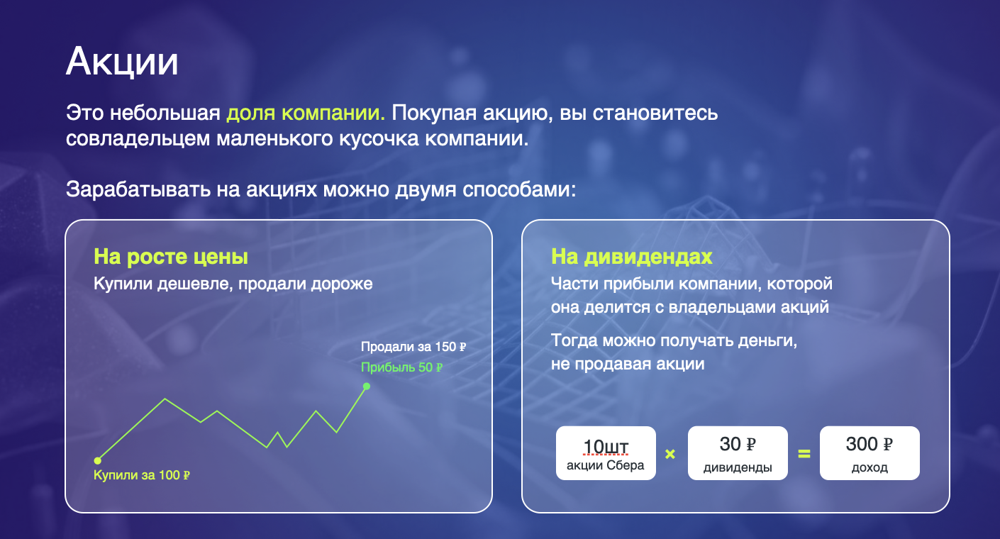 Акции
Это небольшая доля компании. Покупая акцию, вы становитесь
совладельцем маленького кусочка компании.
Зарабатывать на акциях можно двумя способами:
На росте цены
Купили дешевле, продали дороже
Продали за 150 ₽
Прибыль 50 ₽
Купили за 100 ₽
На дивидендах
Части прибыли компании, которой
она делится с владельцами акций
Тогда можно получать деньги,
не продавая акции
10шт
акции Сбера
×
30 ₽
дивиденды
=
300 ₽
доход